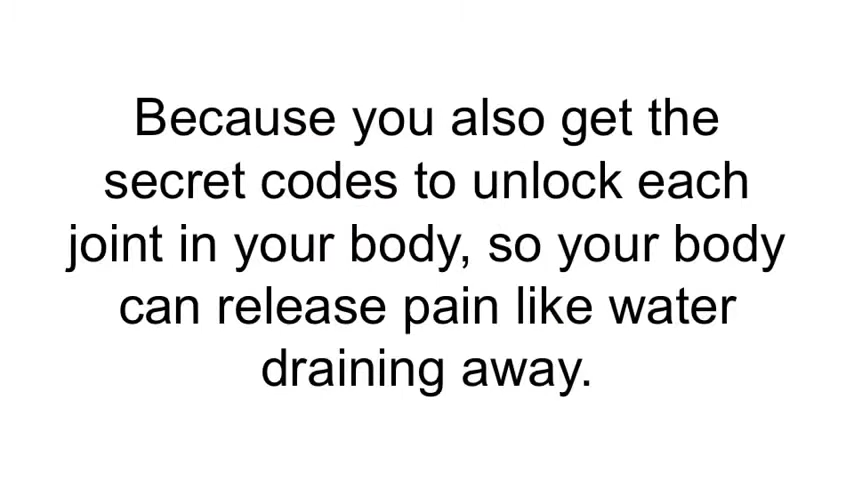 Because you also get the
secret codes to unlock each
joint in your body, so your body
can release pain like water
draining away.